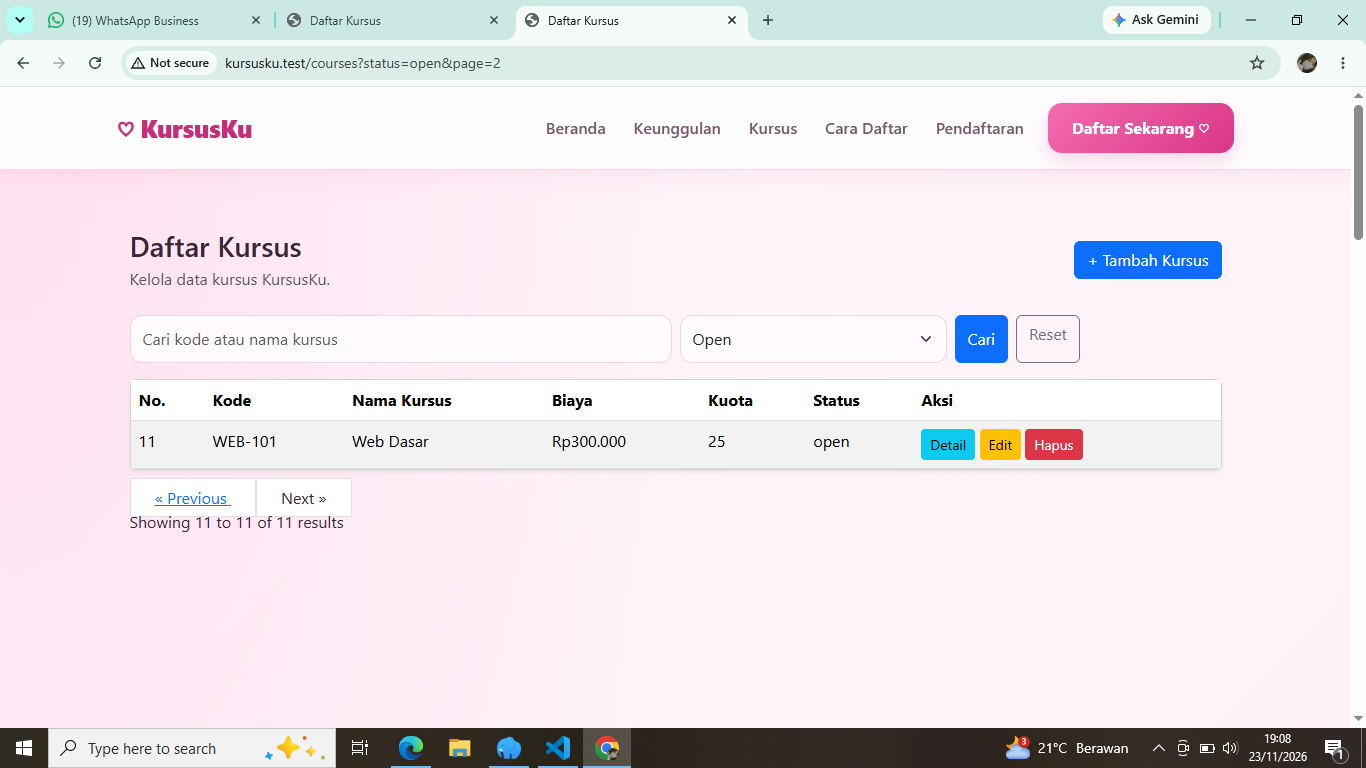 (19) WhatsApp Business
Daftar Kursus
Daftar Kursus
Ask Gemini
Not secure
kursusku.test/courses?status=open&page=2
♡ KursusKu
Beranda
Keunggulan
Kursus
Cara Daftar
Pendaftaran
Daftar Sekarang ♡
Daftar Kursus
Kelola data kursus KursusKu.
+ Tambah Kursus
Cari kode atau nama kursus
Open
Cari
Reset
No. Kode Nama Kursus Biaya Kuota Status Aksi
11 WEB-101 Web Dasar Rp300.000 25 open Detail Edit Hapus
« Previous
Next »
Showing 11 to 11 of 11 results
Type here to search
3
21°C Berawan
19:08
23/11/2026
1